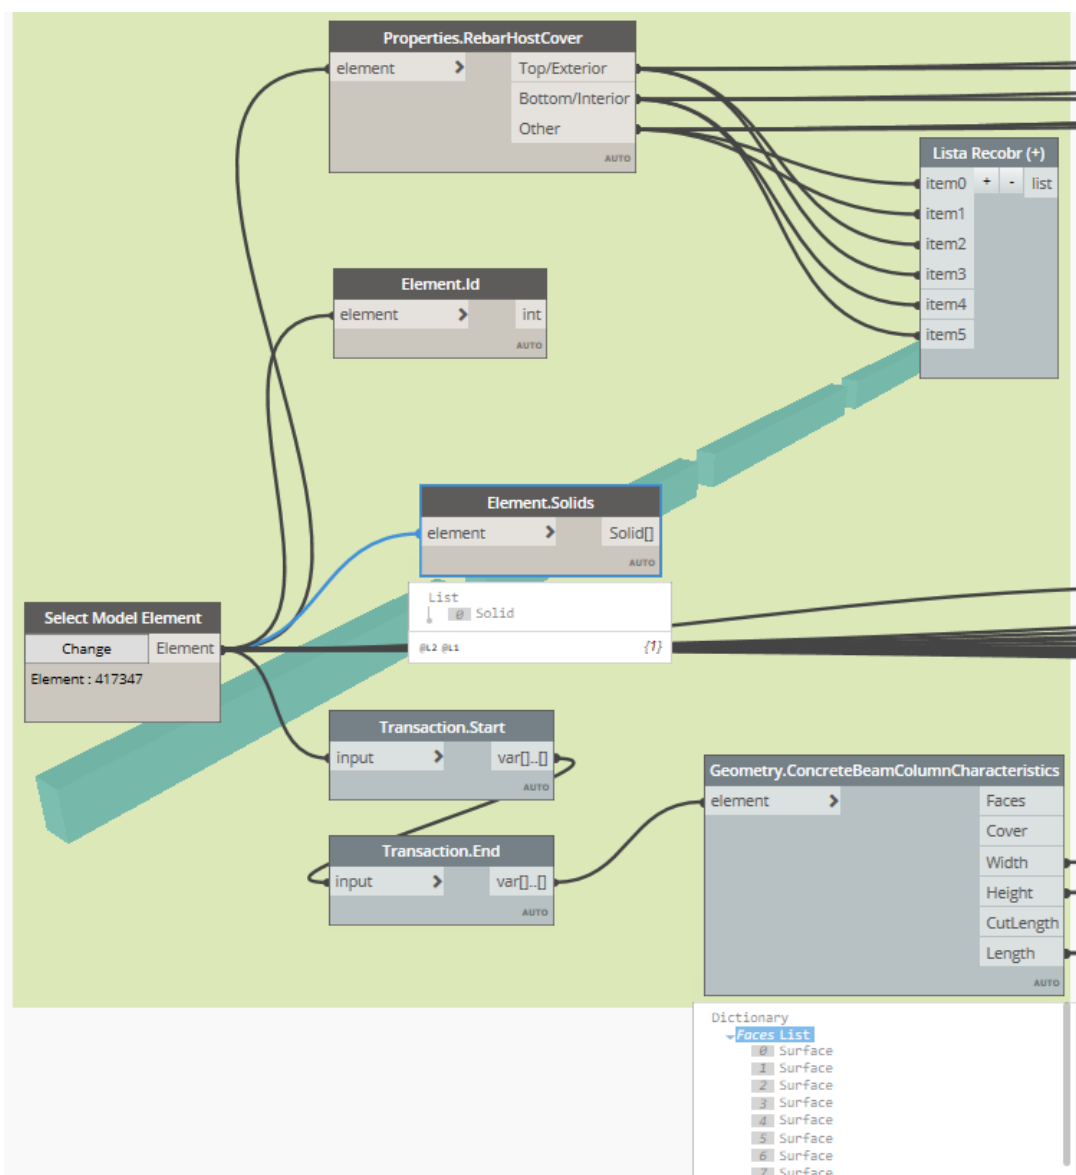 Properties.RebarHostCover
element > Top/Exterior
Bottom/Interior
Other
AUTO
Lista Recobr (+)
item0 + - list
item1
item2
item3
item4
item5
Element.Id
element > int
AUTO
Element.Solids
element > Solid[]
AUTO
List
0 Solid
@L2 @L1 {1}
Select Model Element
Change Element
Element : 417347
Transaction.Start
input > var[]..[]
AUTO
Transaction.End
input > var[]..[]
AUTO
Geometry.ConcreteBeamColumnCharacteristics
element > Faces
Cover
Width
Height
CutLength
Length
AUTO
Dictionary
Faces List
0 Surface
1 Surface
2 Surface
3 Surface
4 Surface
5 Surface
6 Surface
7 Surface